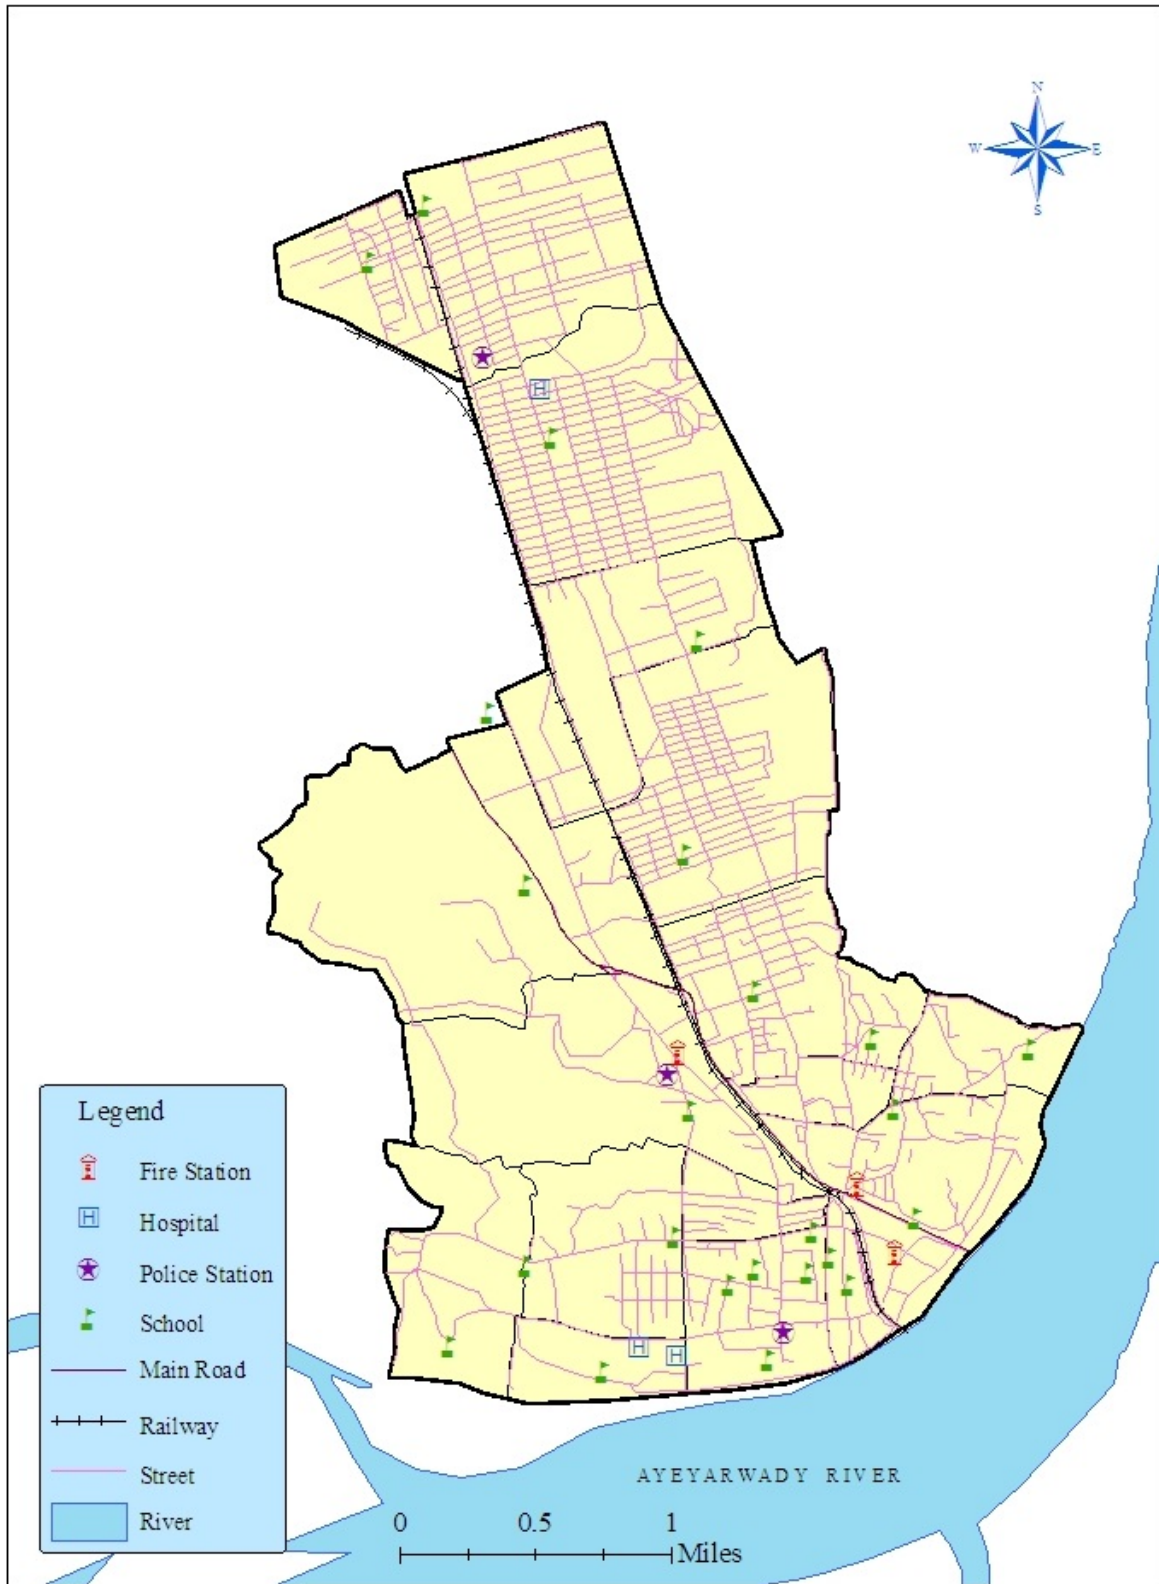 N
W E
S
Legend
Fire Station
H
Hospital
Police Station
School
Main Road
Railway
Street
River
H
H
H
AYEYARWADY RIVER
0 0.5 1
Miles